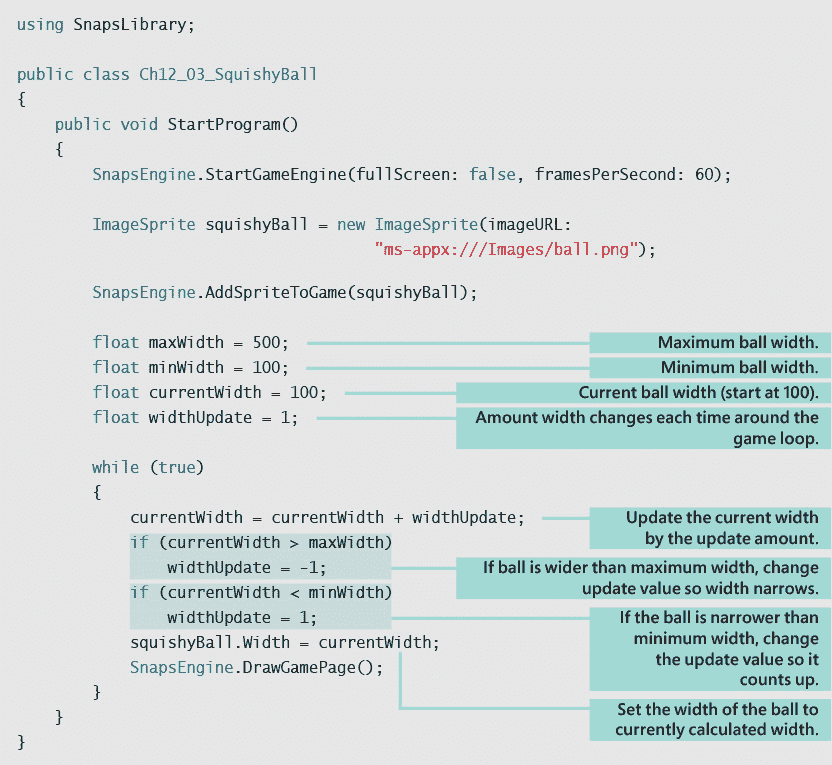 using SnapsLibrary;
public class Ch12_03_SquishyBall
{
public void StartProgram()
{
SnapsEngine.StartGameEngine(fullScreen: false, framesPerSecond: 60);
ImageSprite squishyBall = new ImageSprite(imageURL:
"ms-appx:///Images/ball.png");
SnapsEngine.AddSpriteToGame(squishyBall);
float maxWidth = 500;
Maximum ball width.
float minWidth = 100;
Minimum ball width.
float currentWidth = 100;
Current ball width (start at 100).
float widthUpdate = 1;
Amount width changes each time around the
game loop.
while (true)
{
currentWidth = currentWidth + widthUpdate;
Update the current width
by the update amount.
if (currentWidth > maxWidth)
widthUpdate = -1;
If ball is wider than maximum width, change
update value so width narrows.
if (currentWidth < minWidth)
widthUpdate = 1;
If the ball is narrower than
minimum width, change
the update value so it
counts up.
squishyBall.Width = currentWidth;
Set the width of the ball to
currently calculated width.
SnapsEngine.DrawGamePage();
}
}
}